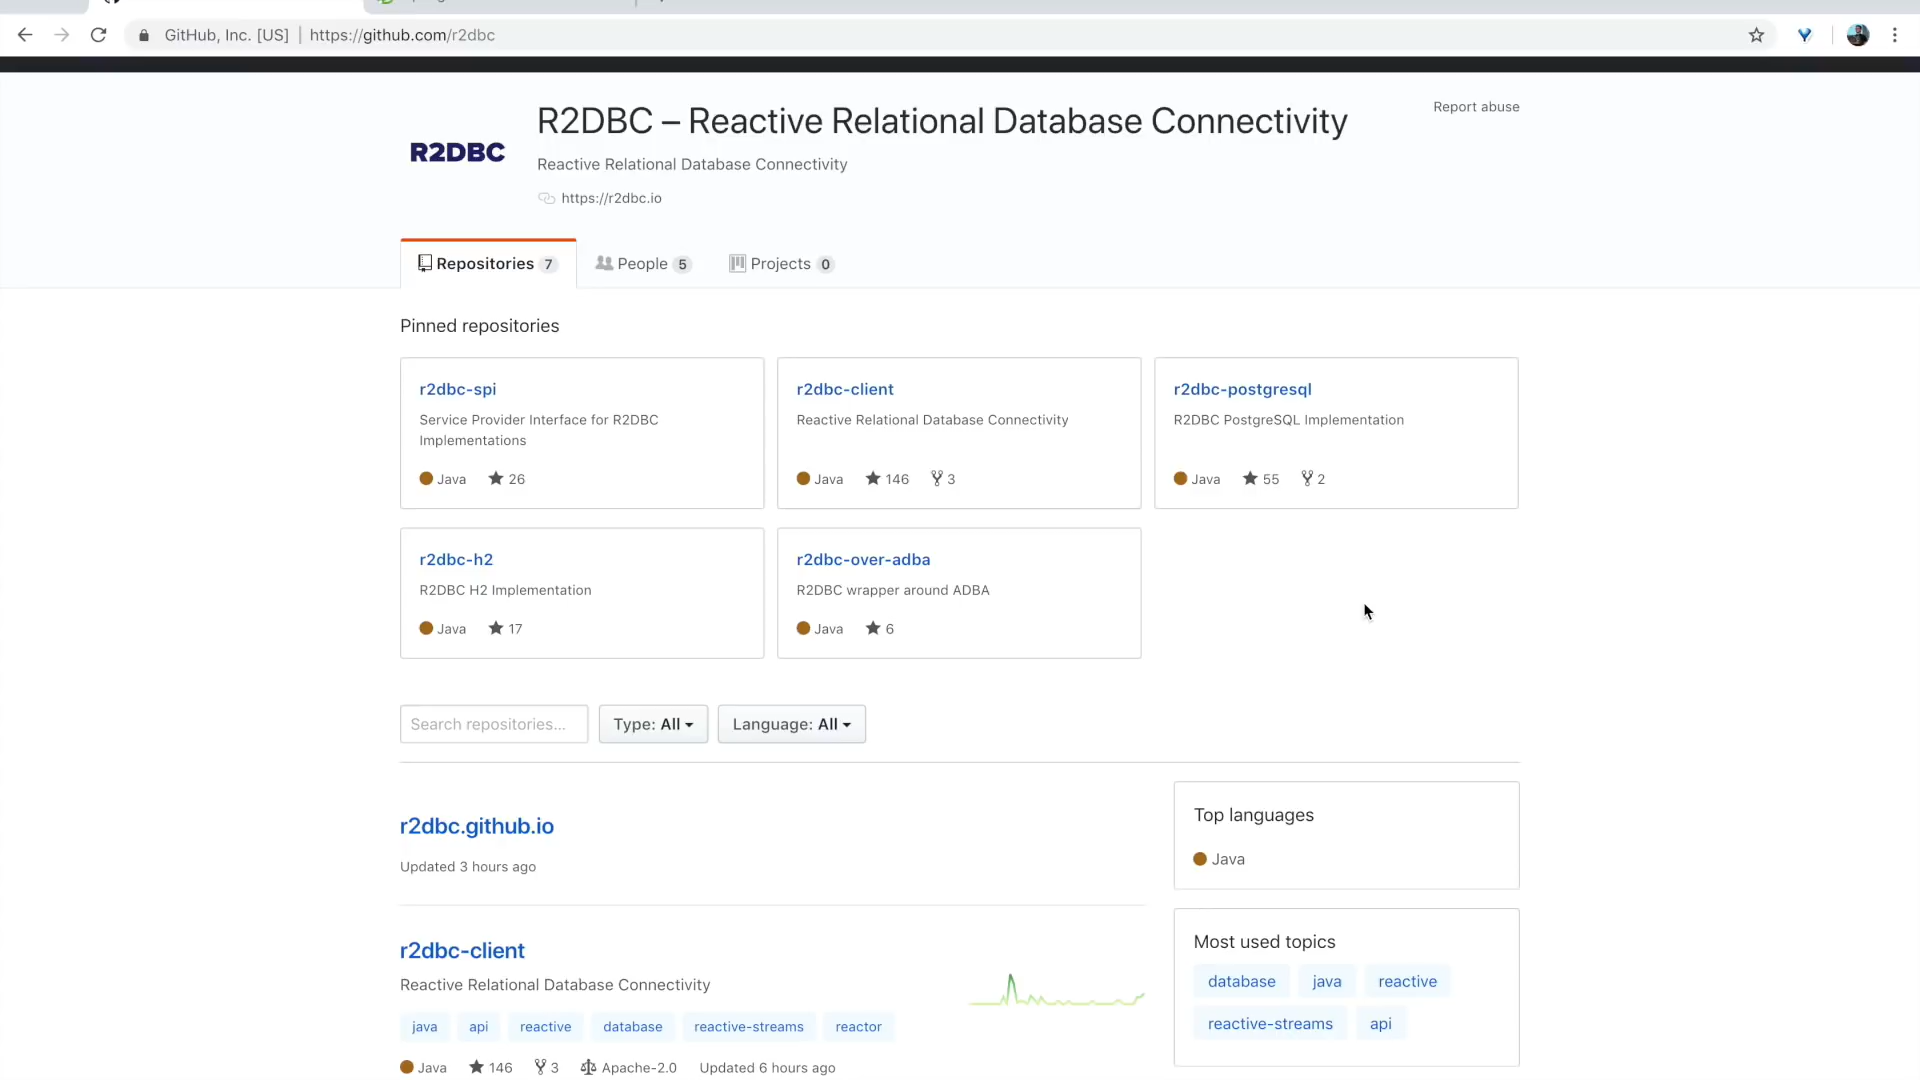 GitHub, Inc. [US] | https://github.com/r2dbc
R2DBC – Reactive Relational Database Connectivity
Report abuse
R2DBC
Reactive Relational Database Connectivity
https://r2dbc.io
Repositories 7
People 5
Projects 0
Pinned repositories
r2dbc-spi
Service Provider Interface for R2DBC
Implementations
Java 26
r2dbc-client
Reactive Relational Database Connectivity
Java 146 3
r2dbc-postgresql
R2DBC PostgreSQL Implementation
Java 55 2
r2dbc-h2
R2DBC H2 Implementation
Java 17
r2dbc-over-adba
R2DBC wrapper around ADBA
Java 6
Search repositories...
Type: All
Language: All
r2dbc.github.io
Updated 3 hours ago
r2dbc-client
Reactive Relational Database Connectivity
java api reactive database reactive-streams reactor
Java 146 3 Apache-2.0 Updated 6 hours ago
Top languages
Java
Most used topics
database java reactive
reactive-streams api